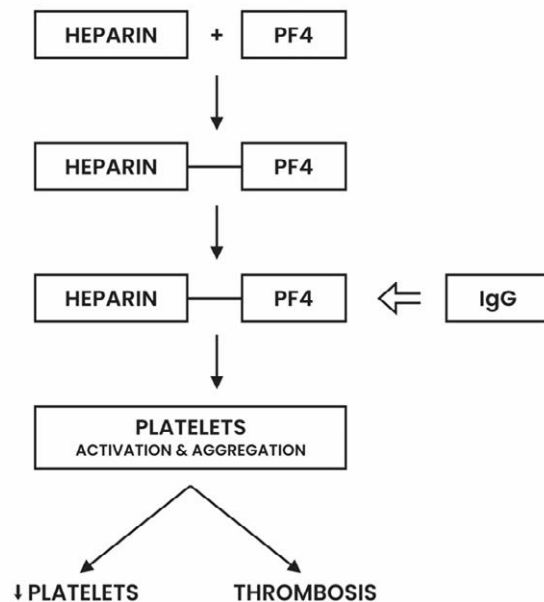 HEPARIN + PF4
HEPARIN PF4
HEPARIN PF4 IgG
PLATELETS
ACTIVATION & AGGREGATION
↓ PLATELETS THROMBOSIS